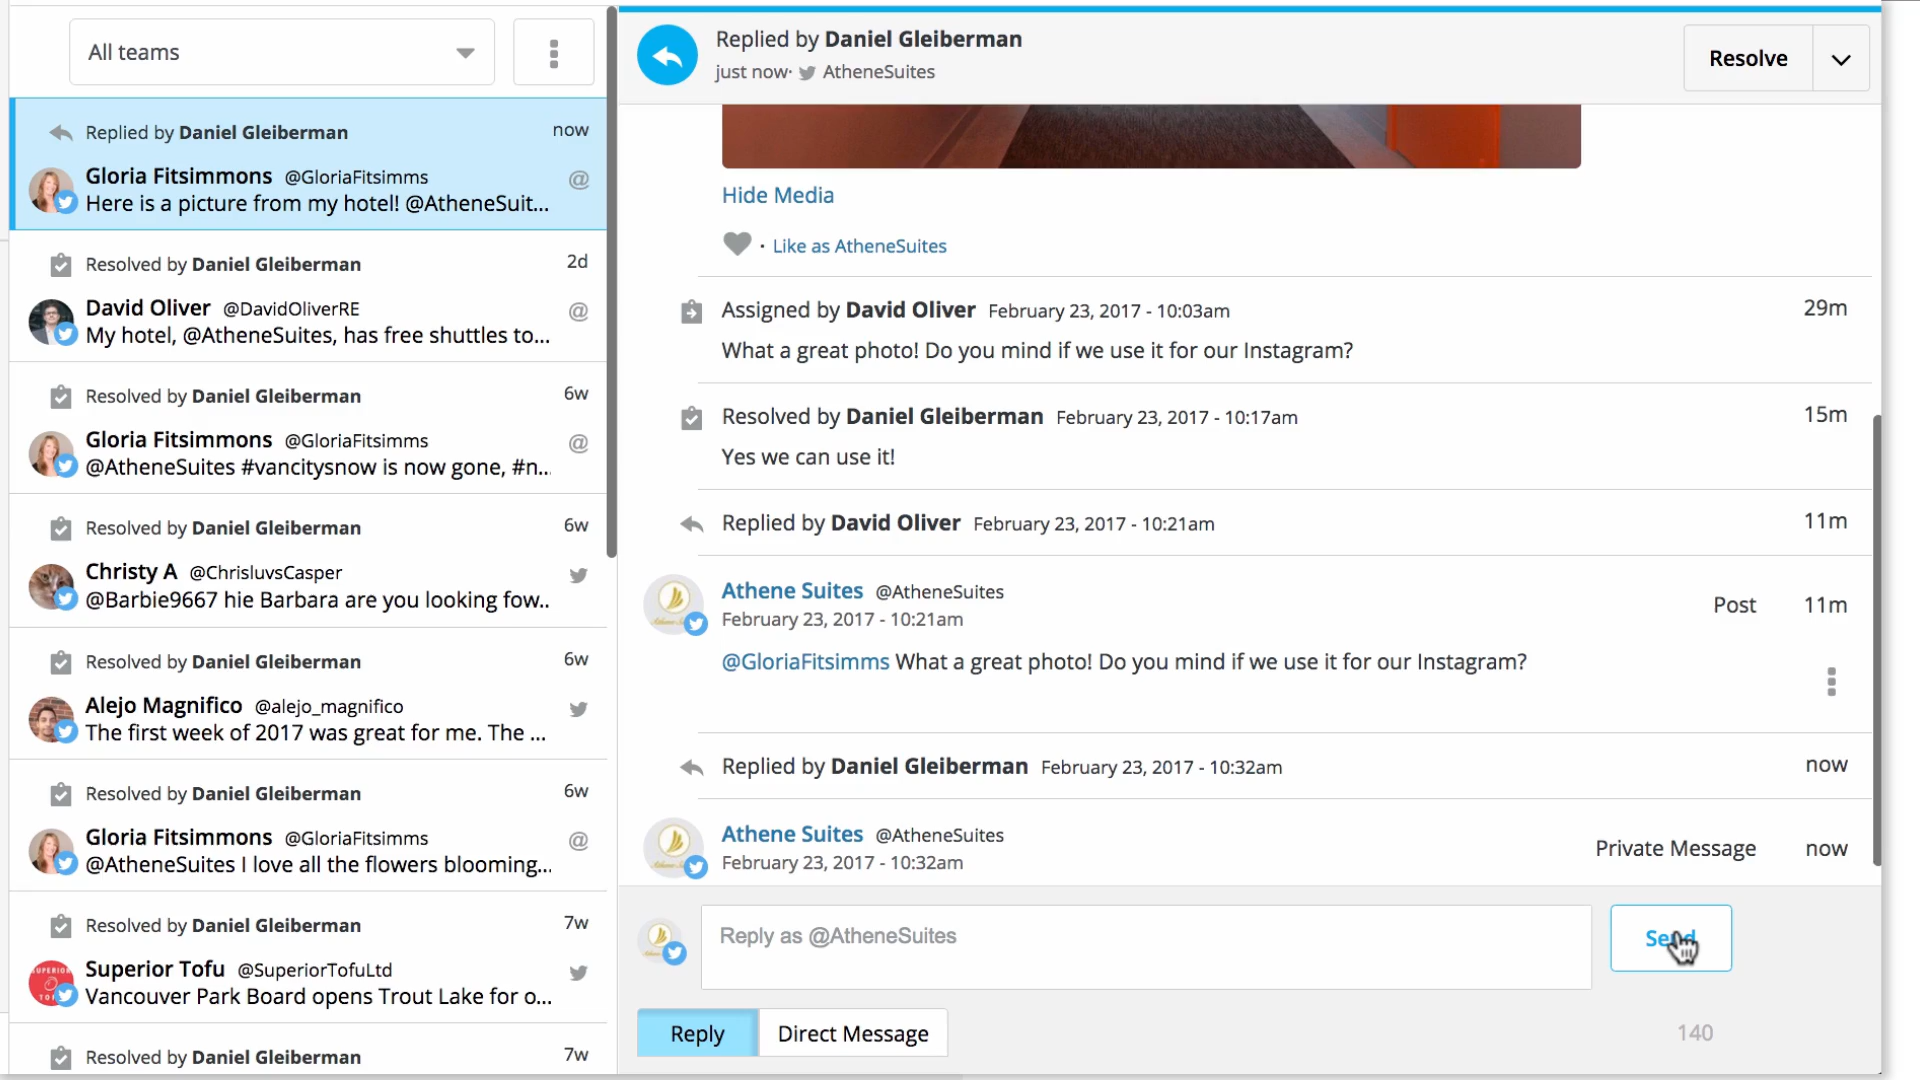 All teams
Replied by Daniel Gleiberman now
Gloria Fitsimmons @GloriaFitsimms @
Here is a picture from my hotel! @AtheneSuit...
Resolved by Daniel Gleiberman 2d
David Oliver @DavidOliverRE @
My hotel, @AtheneSuites, has free shuttles to...
Resolved by Daniel Gleiberman 6w
Gloria Fitsimmons @GloriaFitsimms @
@AtheneSuites #vancitysnow is now gone, #n...
Resolved by Daniel Gleiberman 6w
Christy A @ChrisluvsCasper
@Barbie9667 hie Barbara are you looking fow..
Resolved by Daniel Gleiberman 6w
Alejo Magnifico @alejo_magnifico
The first week of 2017 was great for me. The ...
Resolved by Daniel Gleiberman 6w
Gloria Fitsimmons @GloriaFitsimms @
@AtheneSuites I love all the flowers blooming...
Resolved by Daniel Gleiberman 7w
Superior Tofu @SuperiorTofuLtd
Vancouver Park Board opens Trout Lake for o...
Resolved by Daniel Gleiberman 7w
Replied by Daniel Gleiberman
just now· AtheneSuites
Resolve
Hide Media
· Like as AtheneSuites
Assigned by David Oliver February 23, 2017 - 10:03am 29m
What a great photo! Do you mind if we use it for our Instagram?
Resolved by Daniel Gleiberman February 23, 2017 - 10:17am 15m
Yes we can use it!
Replied by David Oliver February 23, 2017 - 10:21am 11m
Athene Suites @AtheneSuites
Post 11m
February 23, 2017 - 10:21am
@GloriaFitsimms What a great photo! Do you mind if we use it for our Instagram?
Replied by Daniel Gleiberman February 23, 2017 - 10:32am now
Athene Suites @AtheneSuites
Private Message now
February 23, 2017 - 10:32am
Reply as @AtheneSuites
Send
Reply Direct Message 140